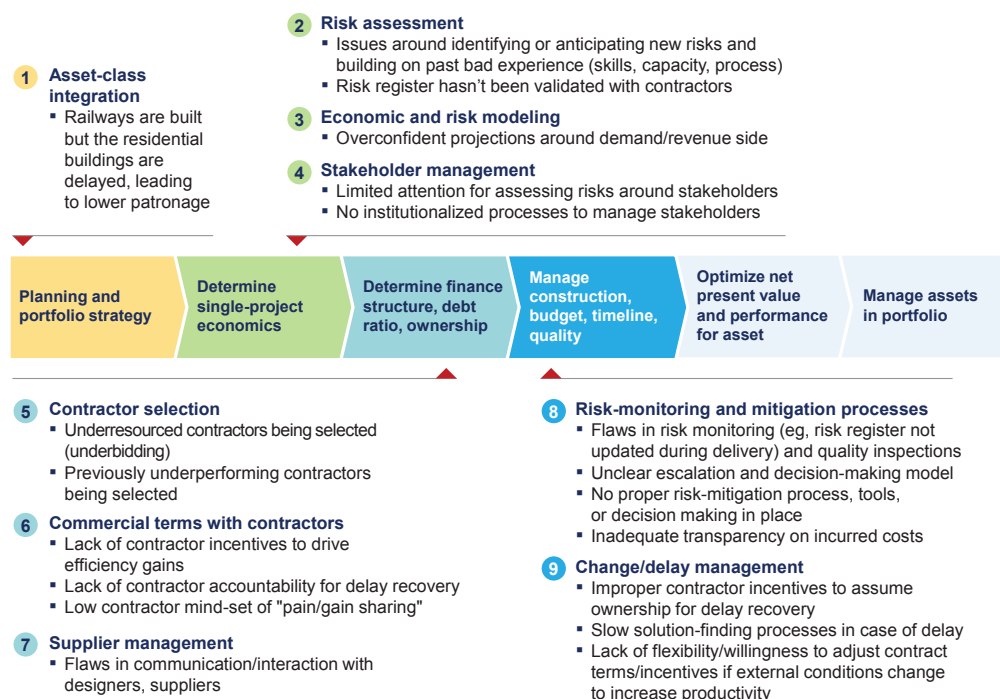 1 Asset-class
integration
▪ Railways are built
but the residential
buildings are
delayed, leading
to lower patronage
2 Risk assessment
▪ Issues around identifying or anticipating new risks and
building on past bad experience (skills, capacity, process)
▪ Risk register hasn't been validated with contractors
3 Economic and risk modeling
▪ Overconfident projections around demand/revenue side
4 Stakeholder management
▪ Limited attention for assessing risks around stakeholders
▪ No institutionalized processes to manage stakeholders
Planning and
portfolio strategy
Determine
single-project
economics
Determine finance
structure, debt
ratio, ownership
Manage
construction,
budget, timeline,
quality
Optimize net
present value
and performance
for asset
Manage assets
in portfolio
5 Contractor selection
▪ Underresourced contractors being selected
(underbidding)
▪ Previously underperforming contractors
being selected
6 Commercial terms with contractors
▪ Lack of contractor incentives to drive
efficiency gains
▪ Lack of contractor accountability for delay recovery
▪ Low contractor mind-set of "pain/gain sharing"
7 Supplier management
▪ Flaws in communication/interaction with
designers, suppliers
8 Risk-monitoring and mitigation processes
▪ Flaws in risk monitoring (eg, risk register not
updated during delivery) and quality inspections
▪ Unclear escalation and decision-making model
▪ No proper risk-mitigation process, tools,
or decision making in place
▪ Inadequate transparency on incurred costs
9 Change/delay management
▪ Improper contractor incentives to assume
ownership for delay recovery
▪ Slow solution-finding processes in case of delay
▪ Lack of flexibility/willingness to adjust contract
terms/incentives if external conditions change
to increase productivity